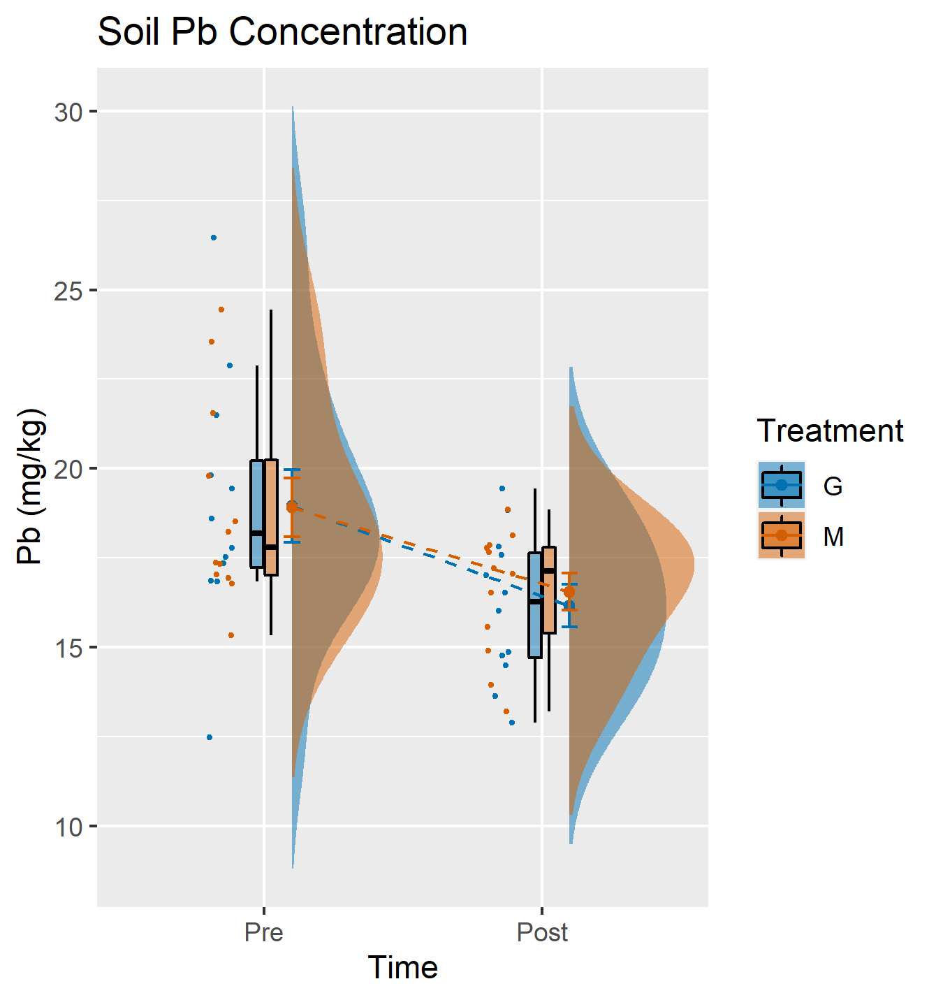 Soil Pb Concentration
Pb (mg/kg)
30
25
20
15
10
Pre
Post
Time
Treatment
G
M